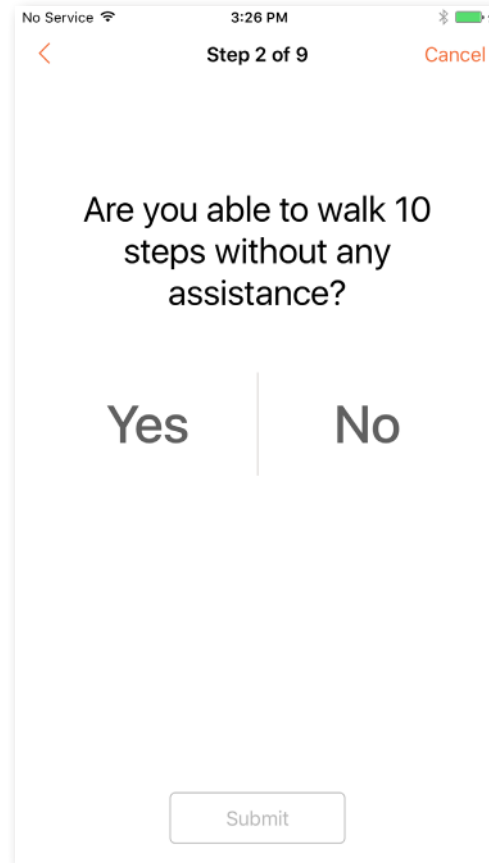 No Service 3:26 PM
Step 2 of 9 Cancel
Are you able to walk 10
steps without any
assistance?
Yes No
Submit